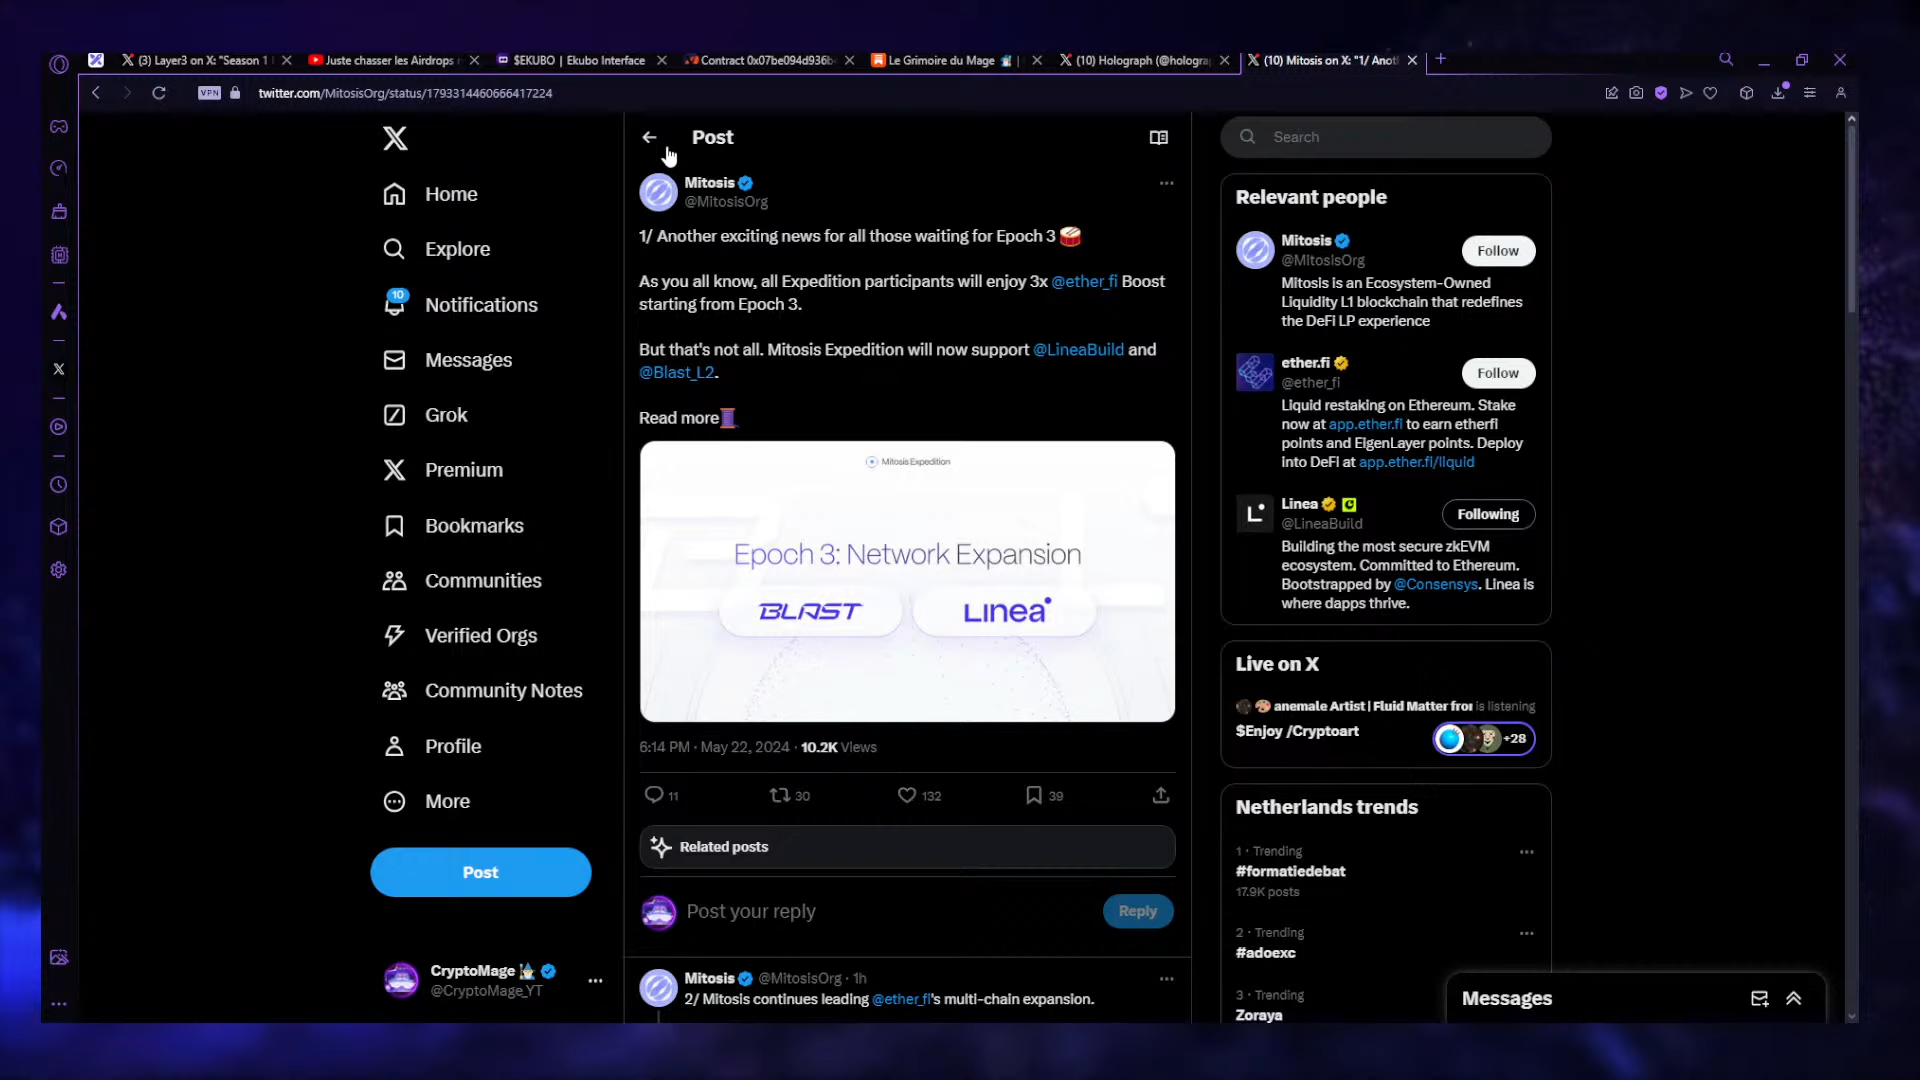 (3) Layer3 on X: "Season 1
Juste chasser les Airdrops
$EKUBO | Ekubo Interface
Contract 0x07be094d936b
Le Grimoire du Mage
(10) Holograph (@hologra
(10) Mitosis on X: "1/ Anot
VPN
twitter.com/MitosisOrg/status/1793314460666417224
Home
Explore
10
Notifications
Messages
Grok
Premium
Bookmarks
Communities
Verified Orgs
Community Notes
Profile
More
Post
CryptoMage
@CryptoMage_YT
Post
Mitosis
@MitosisOrg
1/ Another exciting news for all those waiting for Epoch 3
As you all know, all Expedition participants will enjoy 3x @ether_fi Boost
starting from Epoch 3.
But that's not all. Mitosis Expedition will now support @LineaBuild and
@Blast_L2.
Read more
Mitosis Expedition
Epoch 3: Network Expansion
BLAST
Linea
6:14 PM · May 22, 2024 · 10.2K Views
11
30
132
39
Related posts
Post your reply
Reply
Mitosis @MitosisOrg · 1h
2/ Mitosis continues leading @ether_fi's multi-chain expansion.
Search
Relevant people
Mitosis
@MitosisOrg
Follow
Mitosis is an Ecosystem-Owned
Liquidity L1 blockchain that redefines
the DeFi LP experience
ether.fi
@ether_fi
Follow
Liquid restaking on Ethereum. Stake
now at app.ether.fi to earn etherfi
points and EigenLayer points. Deploy
into DeFi at app.ether.fi/liquid
Linea
@LineaBuild
Following
Building the most secure zkEVM
ecosystem. Committed to Ethereum.
Bootstrapped by @Consensys. Linea is
where dapps thrive.
Live on X
anemale Artist | Fluid Matter from is listening
$Enjoy /Cryptoart
+28
Netherlands trends
1 · Trending
#formatiedebat
17.9K posts
2 · Trending
#adoexc
3 · Trending
Zoraya
Messages